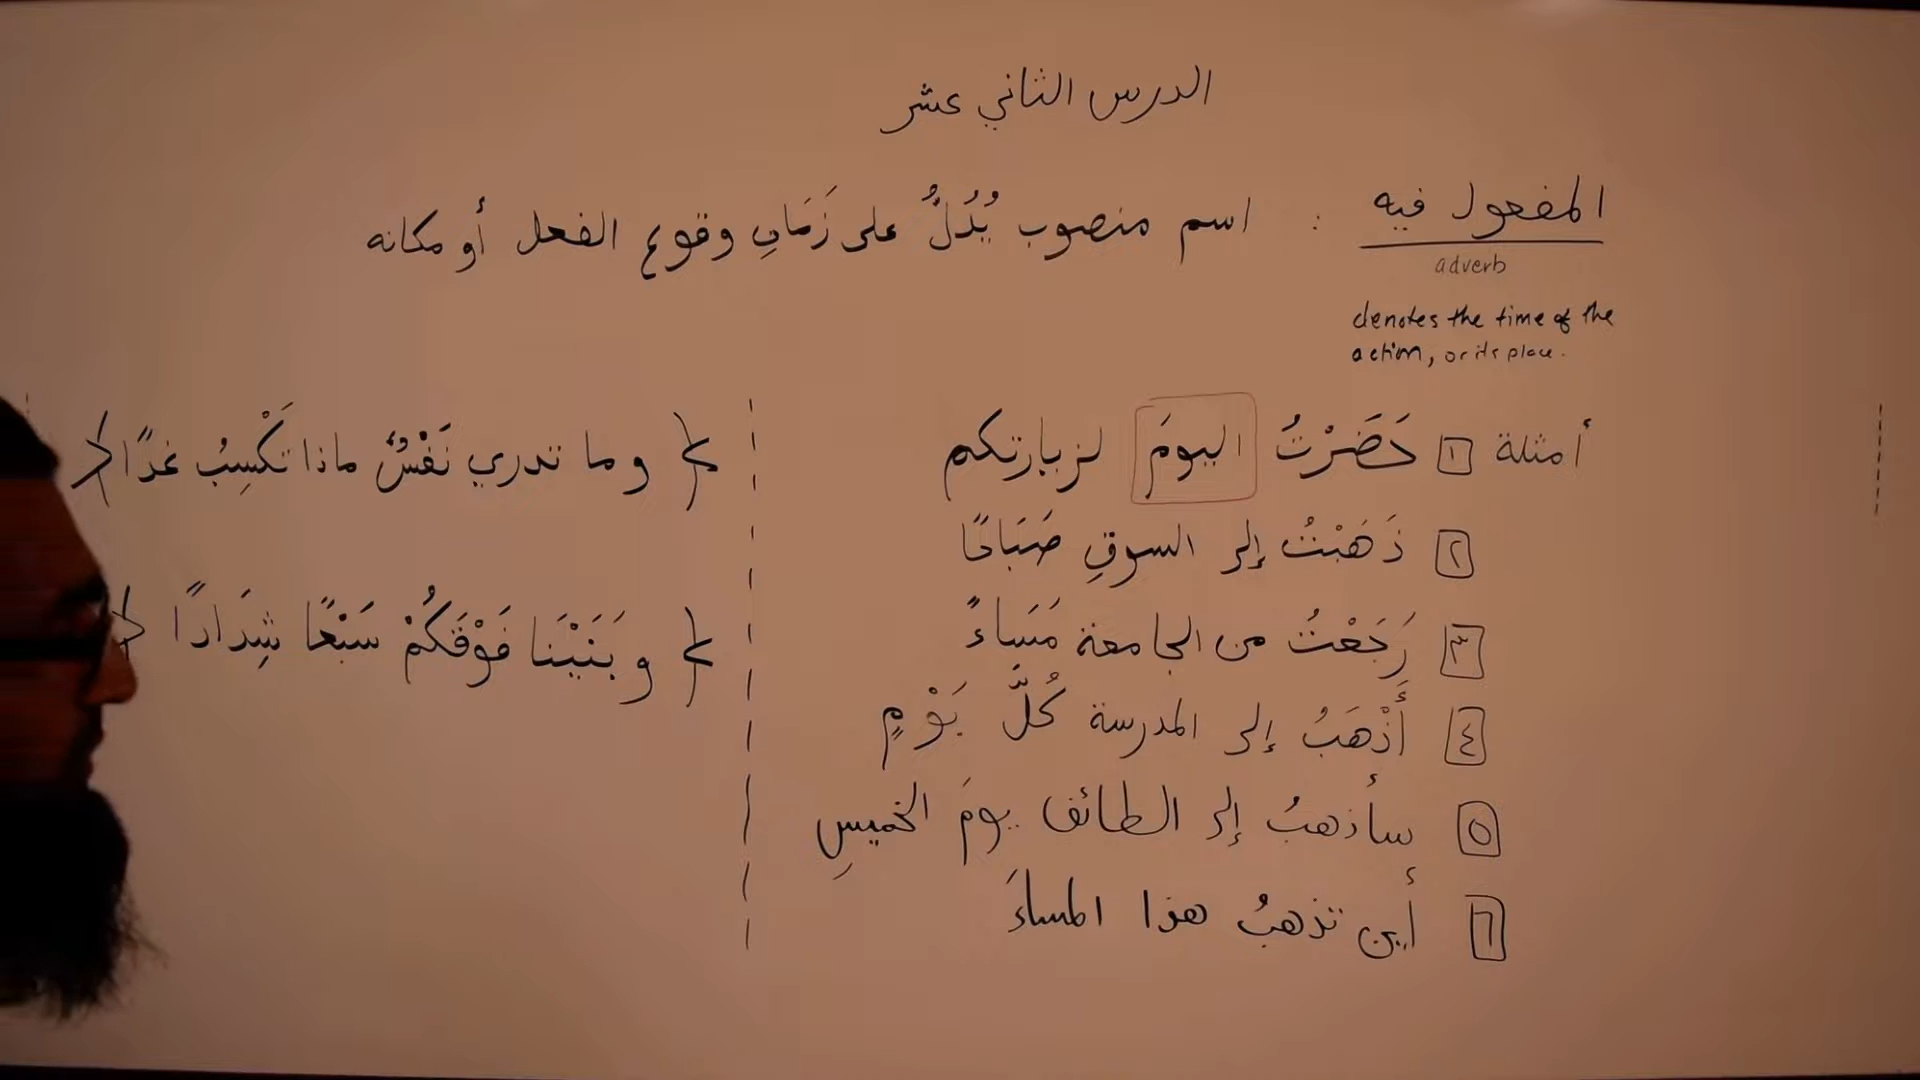 الدرس الثاني عشر
المفعول فيه : اسم منصوب يُدُلُّ على زَمَانِ وقوع الفعل أو مكانه
adverb
denotes the time of the
action, or its place.
أمثلة ١ حَضَرْتُ اليومَ لزيارتكم
٢ ذَهَبْتُ إلى السوقِ صَبَاحًا
٣ رَجَعْتُ من الجامعة مَسَاءً
٤ أَذْهَبُ إلى المدرسة كُلَّ يَوْمٍ
٥ سأذهبُ إلى الطائف يومَ الخميسِ
٦ أين تذهبُ هذا المساءَ
﴿ وما تدري نَفْسٌ ماذا تَكْسِبُ غدًا ﴾
﴿ وبَنَيْنَا فَوْقَكُمْ سَبْعًا شِدَادًا ﴾